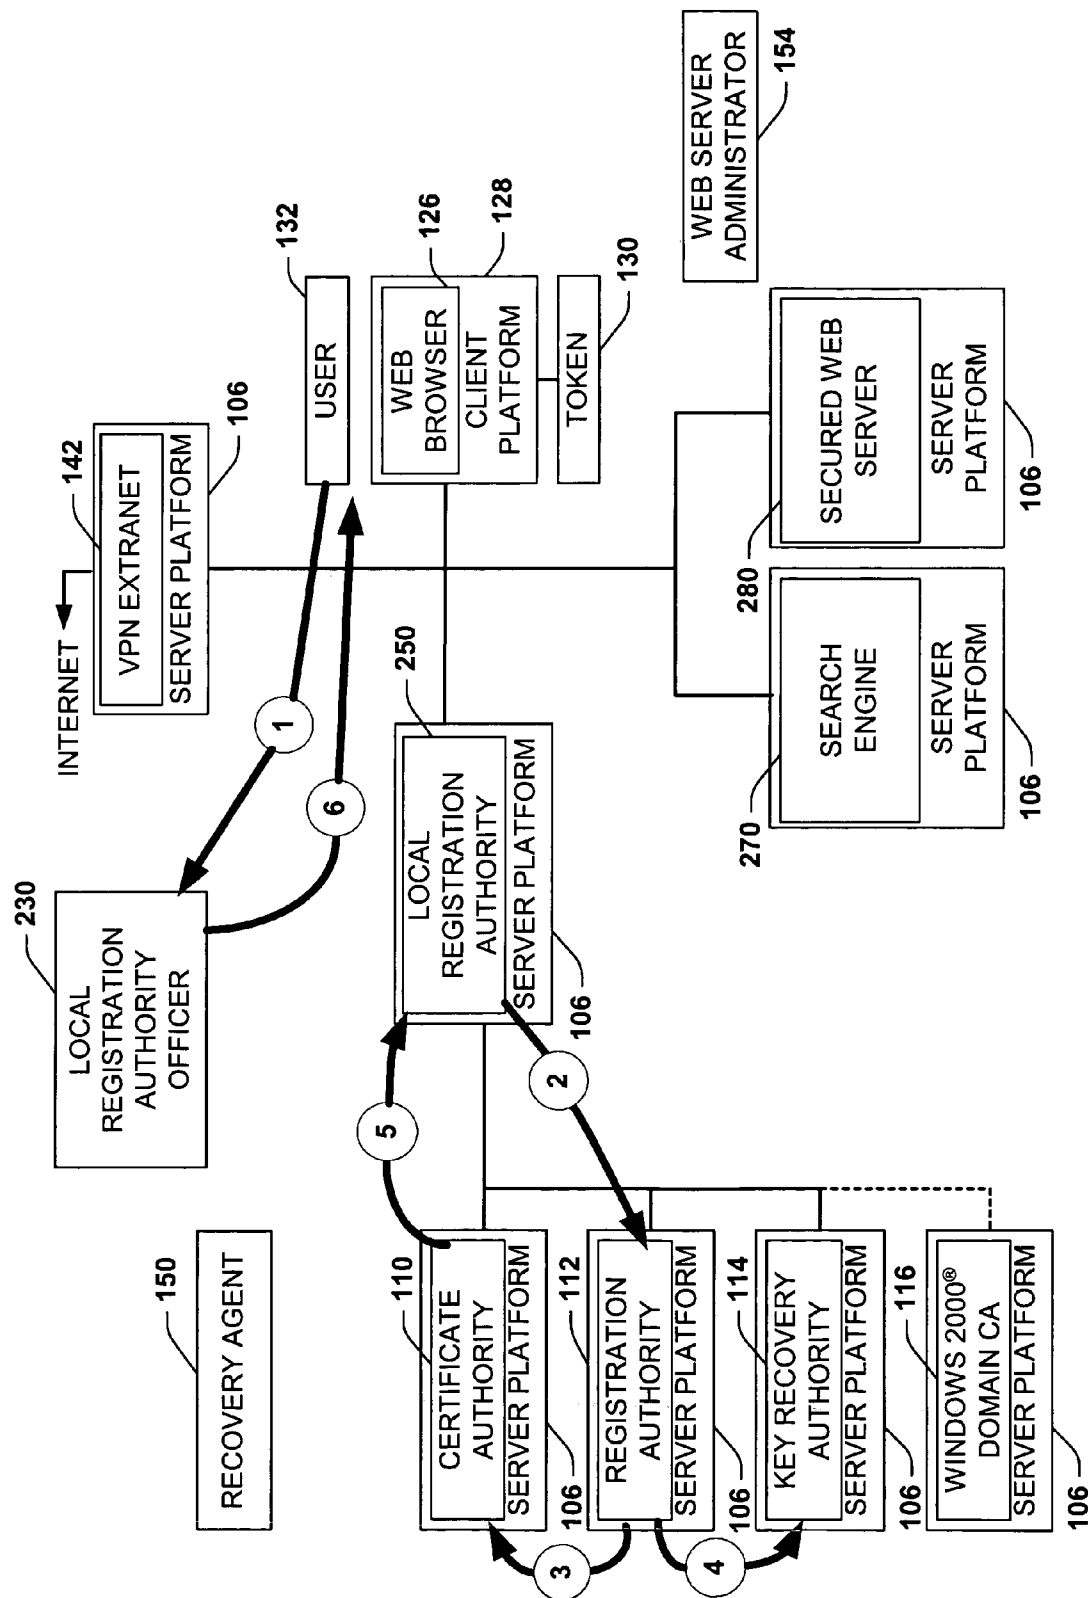 INTERNET
142
VPN EXTRANET
SERVER PLATFORM
106
230
LOCAL
REGISTRATION
AUTHORITY
OFFICER
132
USER
126
WEB
BROWSER
128
CLIENT
PLATFORM
TOKEN
130
1
6
150
RECOVERY AGENT
250
LOCAL
REGISTRATION
AUTHORITY
SERVER PLATFORM
106
5
2
110
CERTIFICATE
AUTHORITY
SERVER PLATFORM
106
112
REGISTRATION
AUTHORITY
SERVER PLATFORM
106
114
KEY RECOVERY
AUTHORITY
SERVER PLATFORM
106
116
WINDOWS 2000®
DOMAIN CA
SERVER PLATFORM
106
3
4
270
SEARCH
ENGINE
SERVER
PLATFORM
106
280
SECURED WEB
SERVER
SERVER
PLATFORM
106
WEB SERVER
ADMINISTRATOR
154